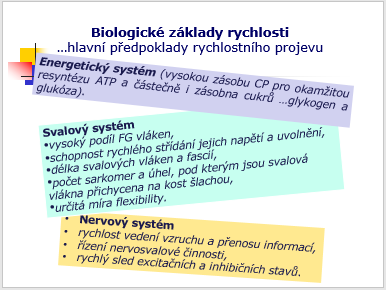 Biologické základy rychlosti
…hlavní předpoklady rychlostního projevu
Energetický systém (vysokou zásobu CP pro okamžitou
resyntézu ATP a částečně i zásobna cukrů …glykogen a
glukóza).
Svalový systém
•vysoký podíl FG vláken,
•schopnost rychlého střídání jejich napětí a uvolnění,
•délka svalových vláken a fascií,
•počet sarkomer a úhel, pod kterým jsou svalová
vlákna přichycena na kost šlachou,
•určitá míra flexibility.
• Nervový systém
• rychlost vedení vzruchu a přenosu informací,
• řízení nervosvalové činnosti,
• rychlý sled excitačních a inhibičních stavů.